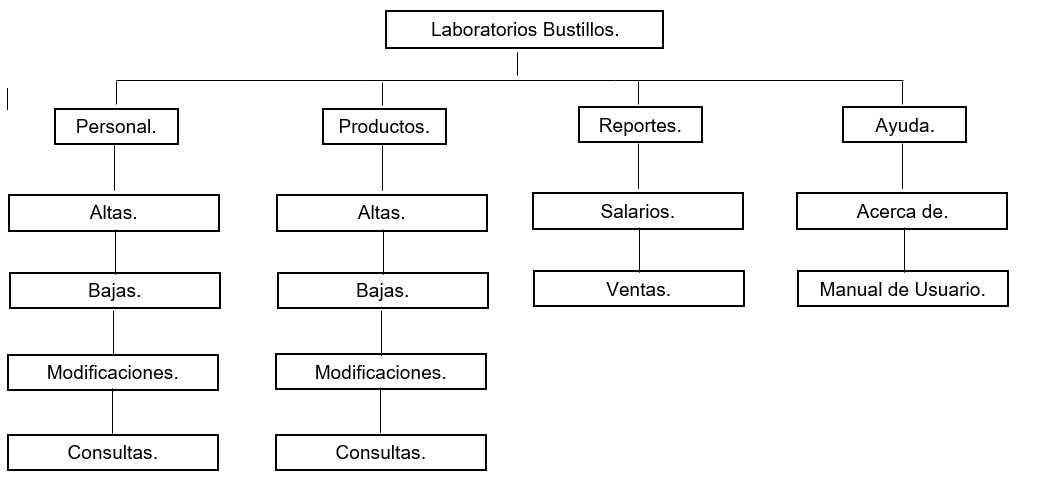 Laboratorios Bustillos.
Personal.
Productos.
Reportes.
Ayuda.
Altas.
Altas.
Salarios.
Acerca de.
Bajas.
Bajas.
Ventas.
Manual de Usuario.
Modificaciones.
Modificaciones.
Consultas.
Consultas.